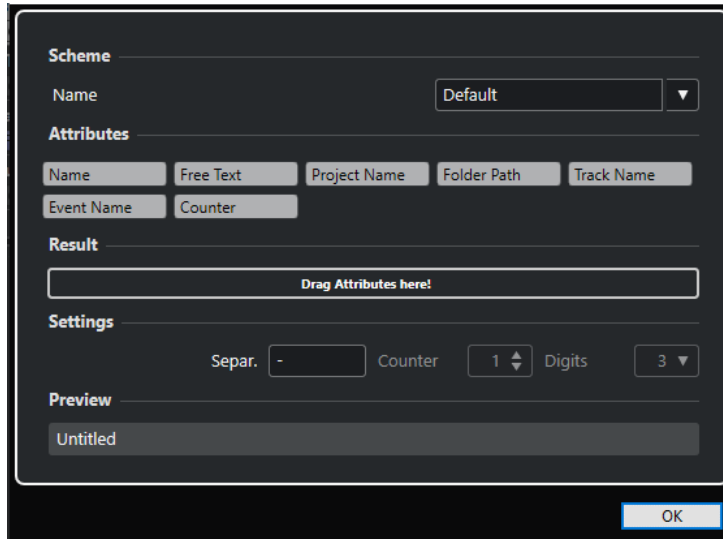 Scheme
Name Default
Attributes
Name Free Text Project Name Folder Path Track Name
Event Name Counter
Result
Drag Attributes here!
Settings
Separ. - Counter 1 Digits 3
Preview
Untitled
OK